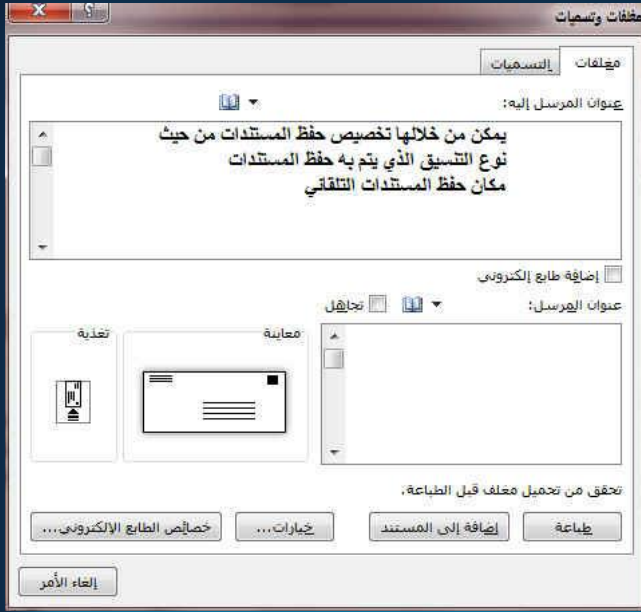 مغلفات وتسميات
مغلفات التسميات
عنوان المرسل إليه:
يمكن من خلالها تخصيص حفظ المستندات من حيث
نوع التنسيق الذي يتم به حفظ المستندات
مكان حفظ المستندات التلقائي
إضافة طابع إلكتروني
عنوان المرسل: تجاهل
معاينة تغذية
تحقق من تحميل مغلف قبل الطباعة.
طباعة إضافة إلى المستند خيارات... خصائص الطابع الإلكتروني...
إلغاء الأمر